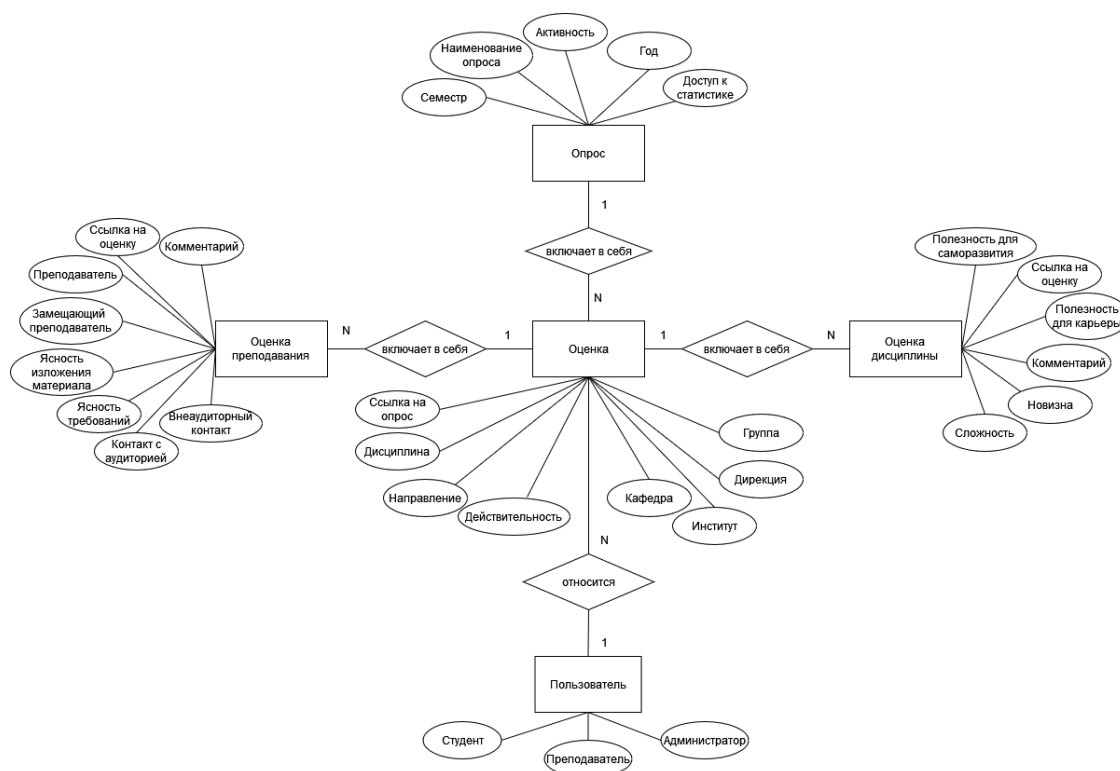 Активность
Наименование
опроса
Год
Доступ к
статистике
Семестр
Опрос
1
включает в себя
N
Ссылка на
оценку
Комментарий
Преподаватель
Замещающий
преподаватель
Ясность
изложения
материала
Ясность
требований
Контакт с
аудиторией
Внеаудиторный
контакт
Оценка
преподавания
N
включает в себя
1
Оценка
1
включает в себя
N
Оценка
дисциплины
Полезность для
саморазвития
Ссылка на
оценку
Полезность
для карьеры
Комментарий
Новизна
Сложность
Ссылка на
опрос
Дисциплина
Направление
Действительность
Кафедра
Институт
Дирекция
Группа
N
относится
1
Пользователь
Студент
Преподаватель
Администратор